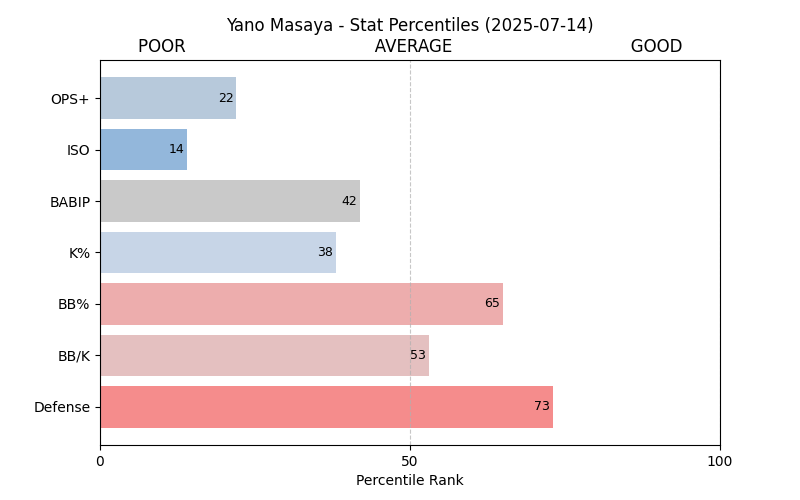 Yano Masaya - Stat Percentiles (2025-07-14)
POOR AVERAGE GOOD
OPS+ 22
ISO 14
BABIP 42
K% 38
BB% 65
BB/K 53
Defense 73
0 50 100
Percentile Rank